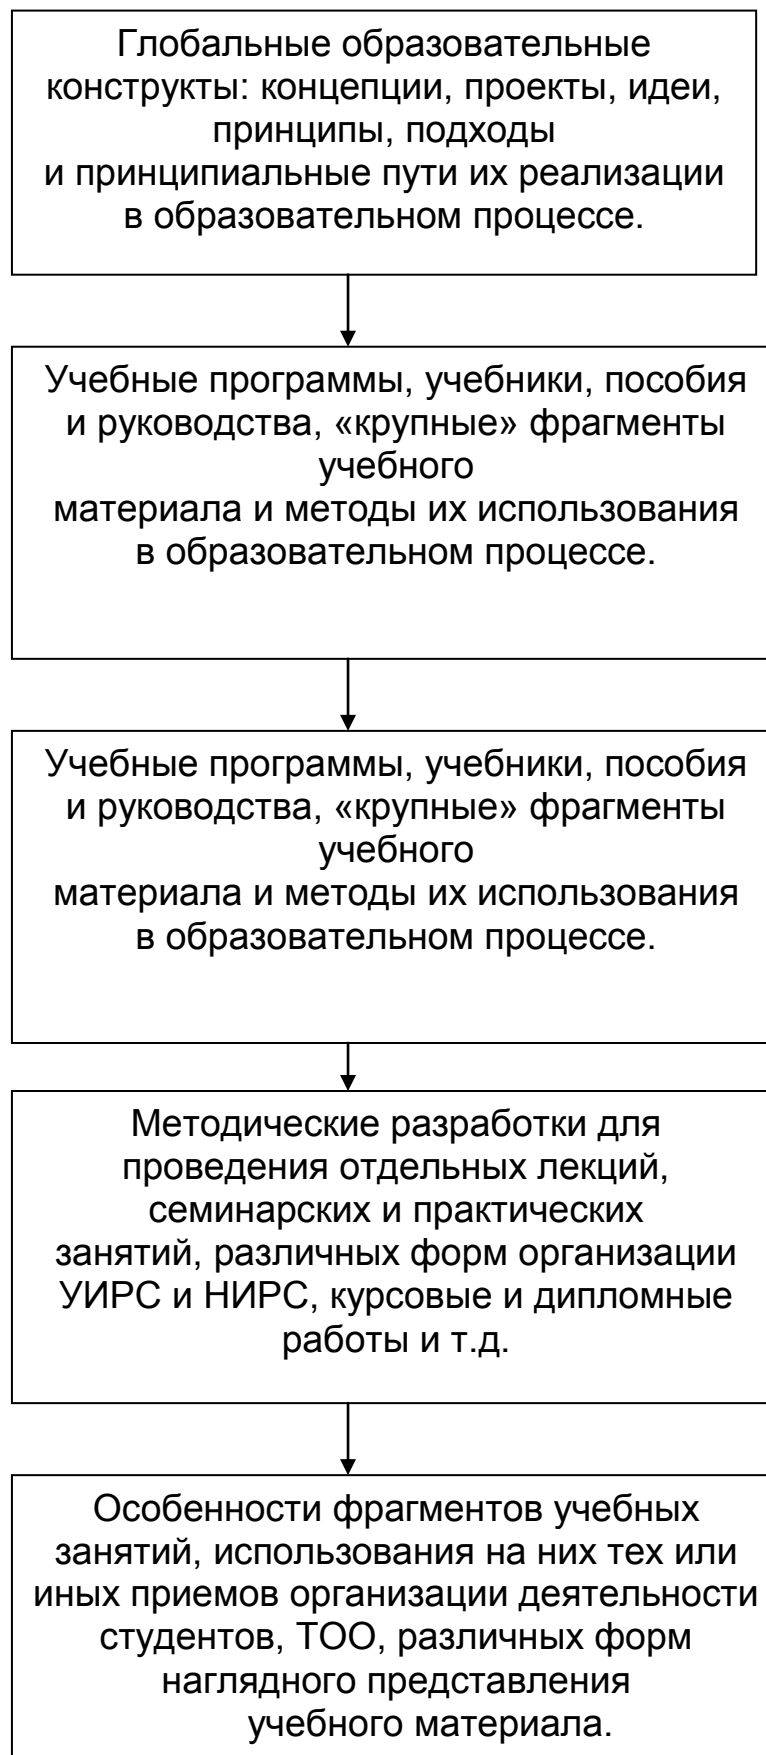 Глобальные образовательные
конструкты: концепции, проекты, идеи,
принципы, подходы
и принципиальные пути их реализации
в образовательном процессе.
Учебные программы, учебники, пособия
и руководства, «крупные» фрагменты
учебного
материала и методы их использования
в образовательном процессе.
Учебные программы, учебники, пособия
и руководства, «крупные» фрагменты
учебного
материала и методы их использования
в образовательном процессе.
Методические разработки для
проведения отдельных лекций,
семинарских и практических
занятий, различных форм организации
УИРС и НИРС, курсовые и дипломные
работы и т.д.
Особенности фрагментов учебных
занятий, использования на них тех или
иных приемов организации деятельности
студентов, ТОО, различных форм
наглядного представления
учебного материала.